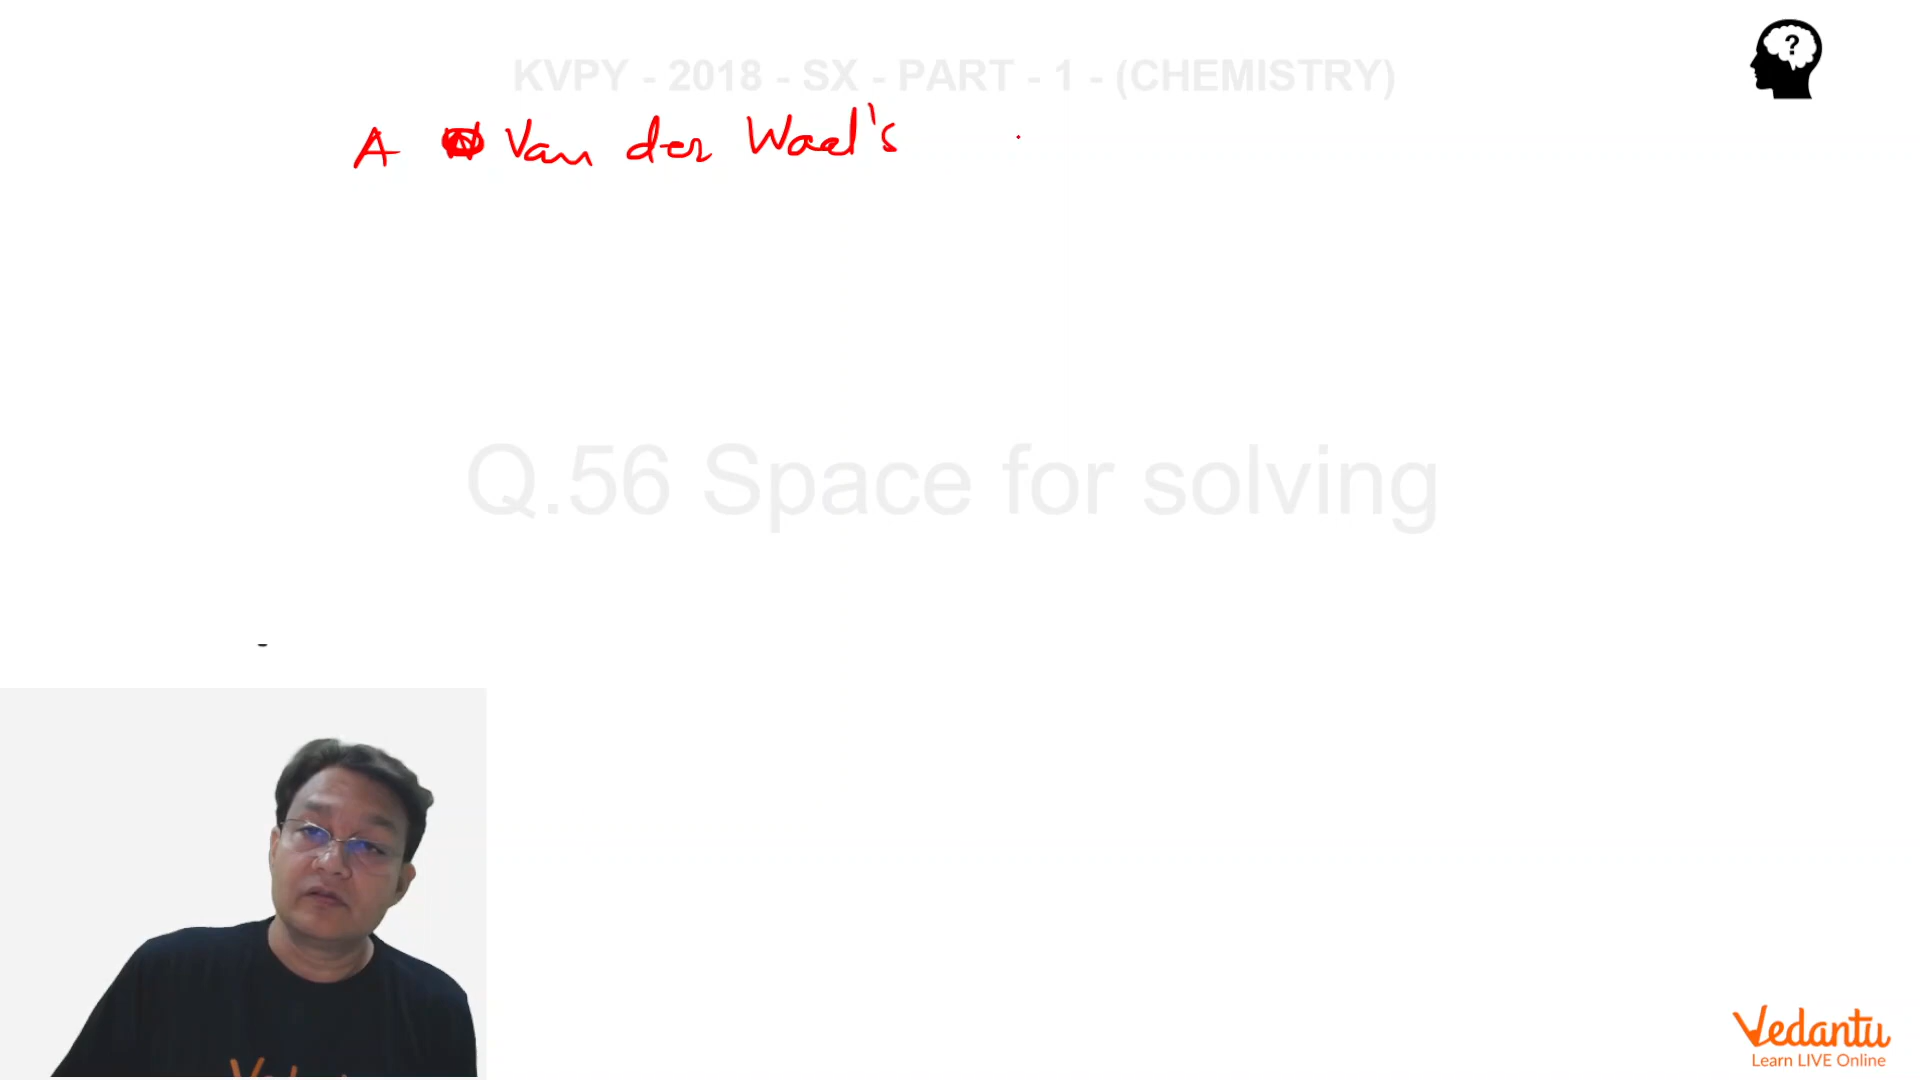 KVPY - 2018 - SX - PART - 1 - (CHEMISTRY)
?
A Van der Waal's
Q.56 Space for solving
Vedantu
Learn LIVE Online